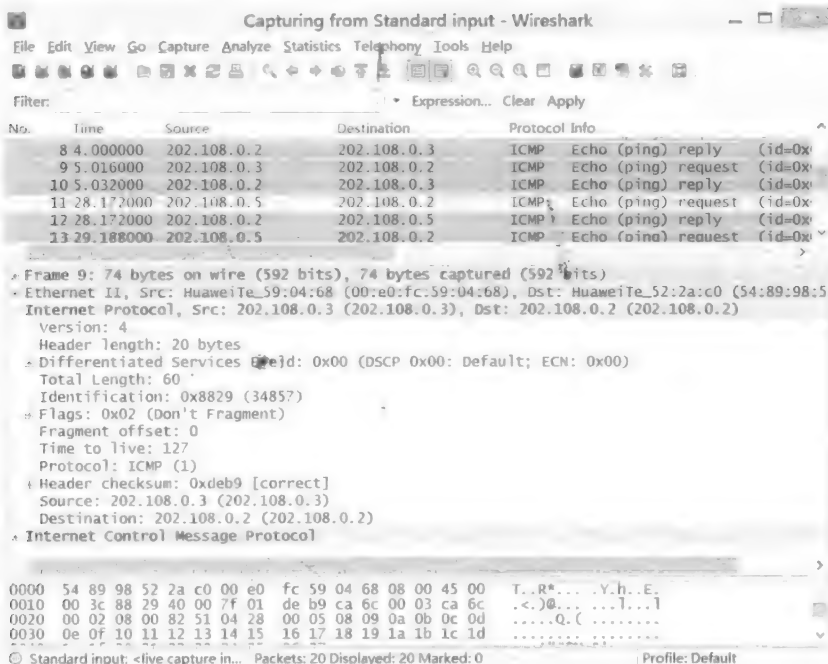 Capturing from Standard input - Wireshark
File Edit View Go Capture Analyze Statistics Telephony Tools Help
Filter: Expression... Clear Apply
No. Time Source Destination Protocol Info
8 4.000000 202.108.0.2 202.108.0.3 ICMP Echo (ping) reply (id=0x
9 5.016000 202.108.0.3 202.108.0.2 ICMP Echo (ping) request (id=0x
10 5.032000 202.108.0.2 202.108.0.3 ICMP Echo (ping) reply (id=0x
11 28.172000 202.108.0.5 202.108.0.2 ICMP Echo (ping) request (id=0x
12 28.172000 202.108.0.2 202.108.0.5 ICMP Echo (ping) reply (id=0x
13 29.188000 202.108.0.5 202.108.0.2 ICMP Echo (ping) request (id=0x
Frame 9: 74 bytes on wire (592 bits), 74 bytes captured (592 bits)
Ethernet II, Src: HuaweiTe_59:04:68 (00:e0:fc:59:04:68), Dst: HuaweiTe_52:2a:c0 (54:89:98:5
Internet Protocol, Src: 202.108.0.3 (202.108.0.3), Dst: 202.108.0.2 (202.108.0.2)
Version: 4
Header length: 20 bytes
Differentiated Services Field: 0x00 (DSCP 0x00: Default; ECN: 0x00)
Total Length: 60
Identification: 0x8829 (34857)
Flags: 0x02 (Don't Fragment)
Fragment offset: 0
Time to live: 127
Protocol: ICMP (1)
Header checksum: 0xdeb9 [correct]
Source: 202.108.0.3 (202.108.0.3)
Destination: 202.108.0.2 (202.108.0.2)
Internet Control Message Protocol
0000 54 89 98 52 2a c0 00 e0 fc 59 04 68 08 00 45 00 T..R*... .Y.h..E.
0010 00 3c 88 29 40 00 7f 01 de b9 ca 6c 00 03 ca 6c .<.)@... ...l...l
0020 00 02 08 00 82 51 04 28 00 05 08 09 0a 0b 0c 0d .....Q.( ........
0030 0e 0f 10 11 12 13 14 15 16 17 18 19 1a 1b 1c 1d ........ ........
Standard input: <live capture in... Packets: 20 Displayed: 20 Marked: 0 Profile: Default